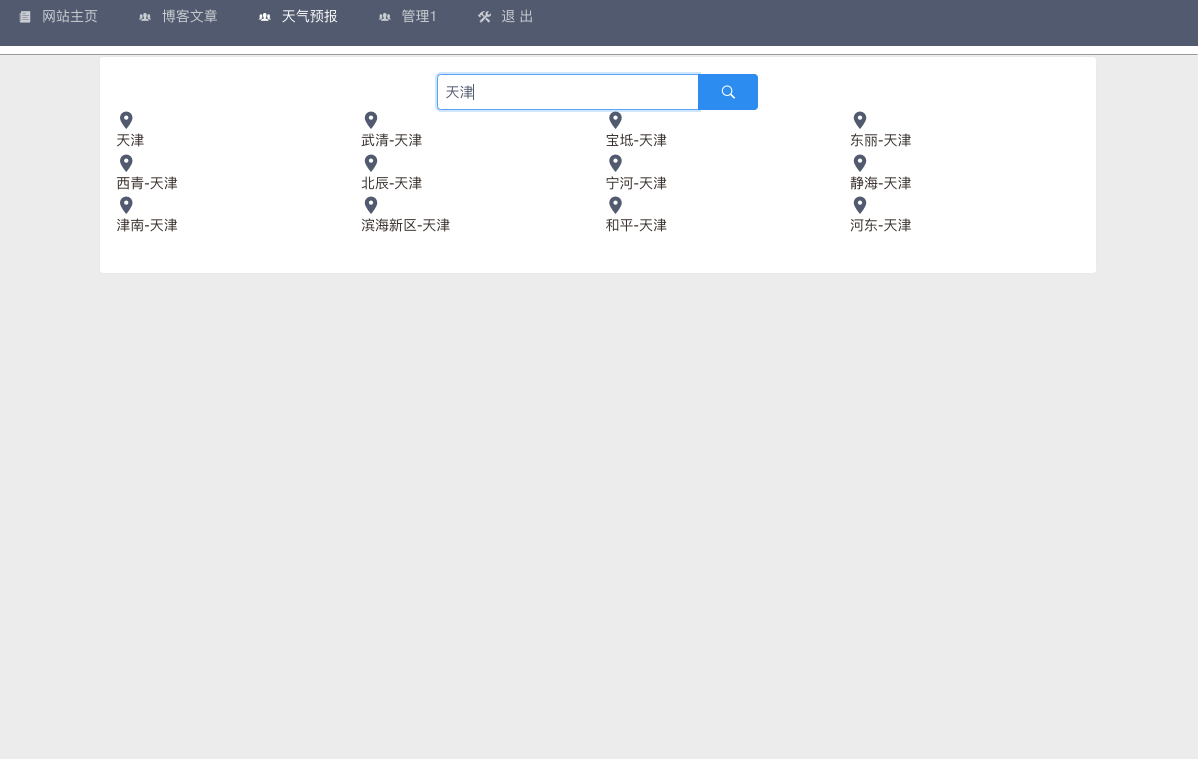 网站主页 博客文章 天气预报 管理1 退 出
天津
天津 武清-天津 宝坻-天津 东丽-天津
西青-天津 北辰-天津 宁河-天津 静海-天津
津南-天津 滨海新区-天津 和平-天津 河东-天津